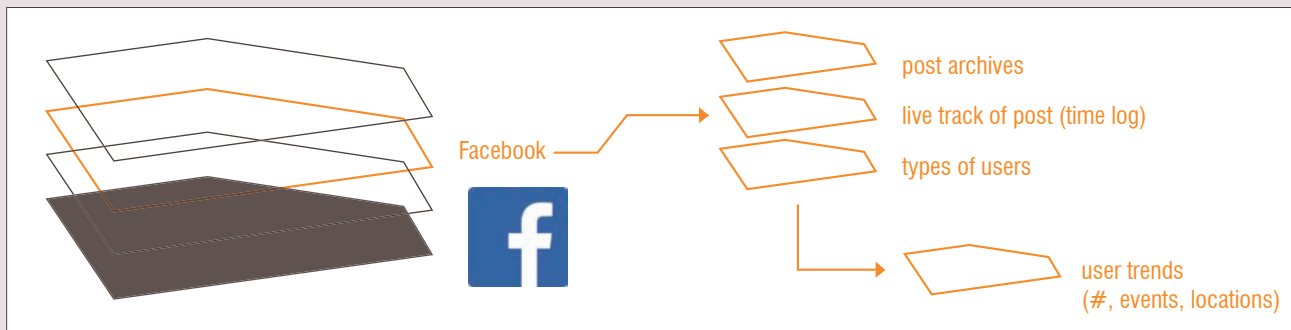 post archives
Facebook
live track of post (time log)
types of users
user trends
(#, events, locations)